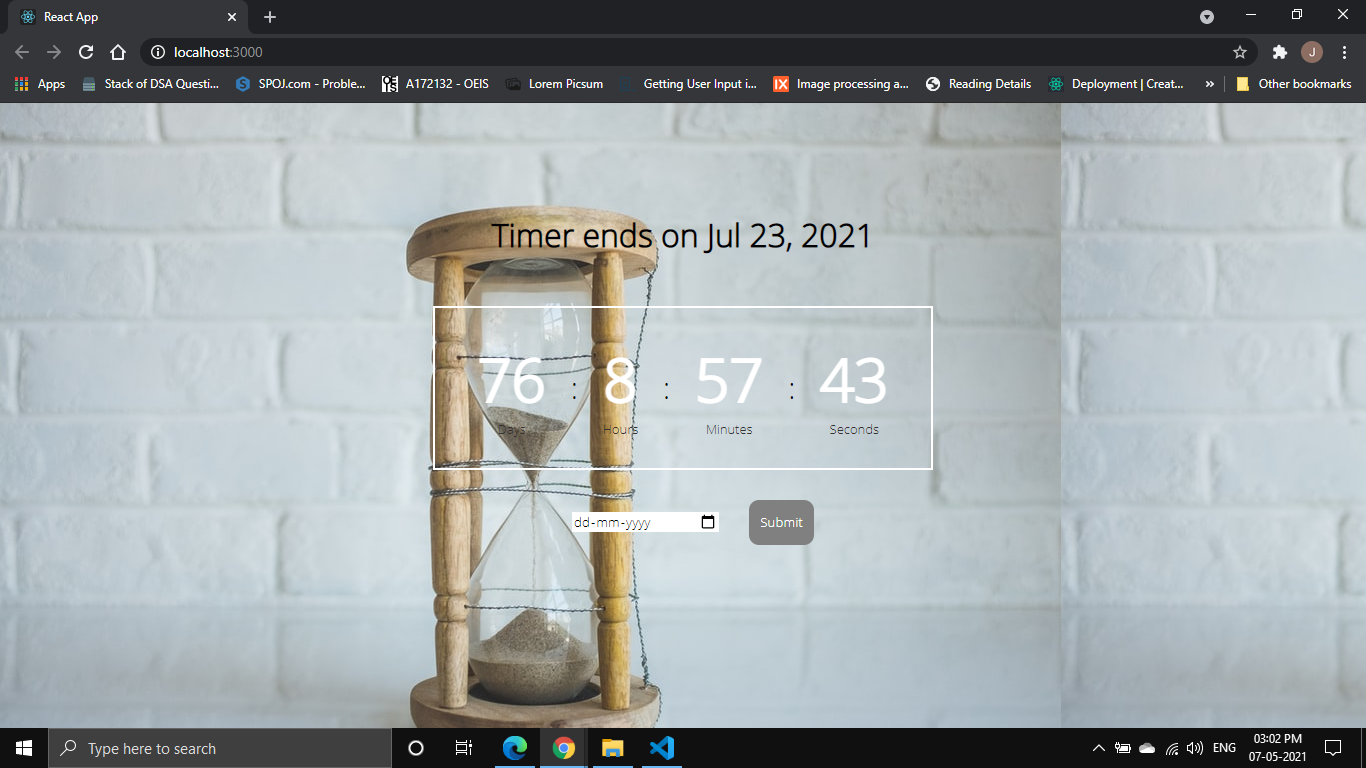 React App
localhost:3000
J
Apps Stack of DSA Questi... SPOJ.com - Proble... A172132 - OEIS Lorem Picsum Getting User Input i... Image processing a... Reading Details Deployment | Creat... » Other bookmarks
Timer ends on Jul 23, 2021
76 : 8 : 57 : 43
Days Hours Minutes Seconds
dd-mm-yyyy Submit
Type here to search
ENG
03:02 PM
07-05-2021